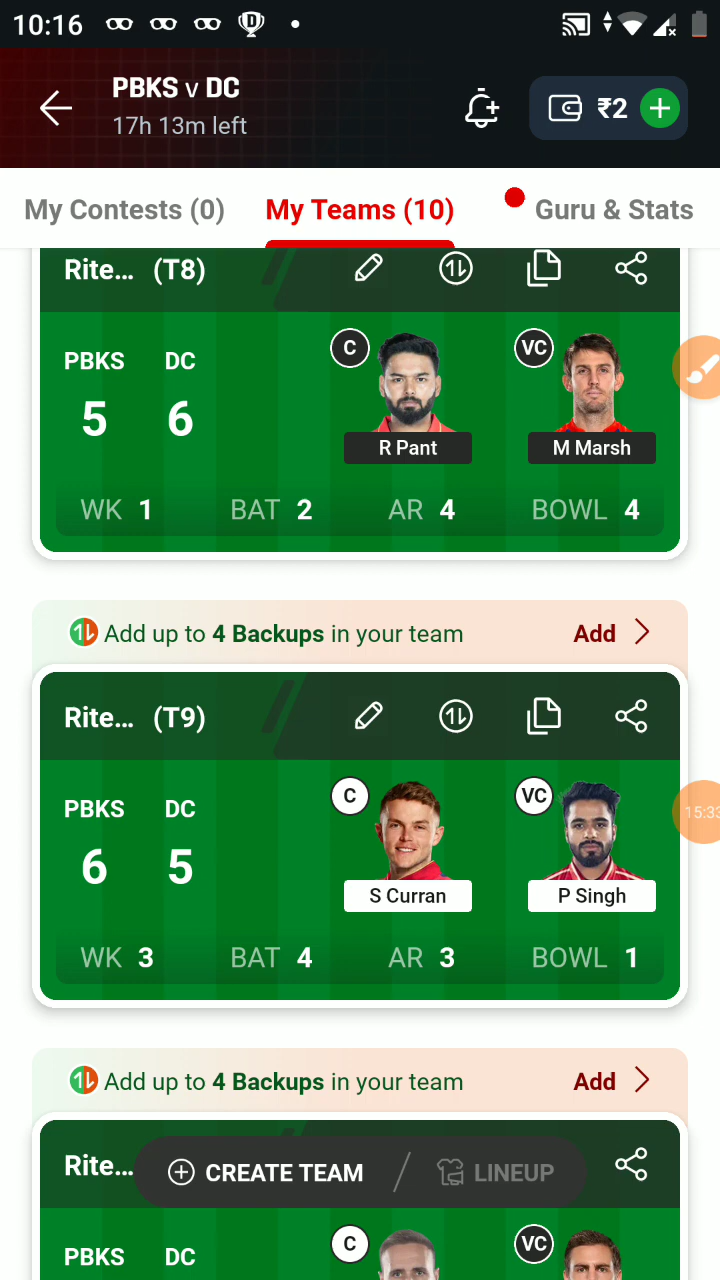 10:16
PBKS v DC
17h 13m left
₹2
My Contests (0) My Teams (10) Guru & Stats
Rite... (T8)
C VC
PBKS DC
5 6
R Pant M Marsh
WK 1 BAT 2 AR 4 BOWL 4
Add up to 4 Backups in your team Add
Rite... (T9)
C VC
PBKS DC
6 5
S Curran P Singh
WK 3 BAT 4 AR 3 BOWL 1
15:33
Add up to 4 Backups in your team Add
Rite...
CREATE TEAM / LINEUP
C VC
PBKS DC